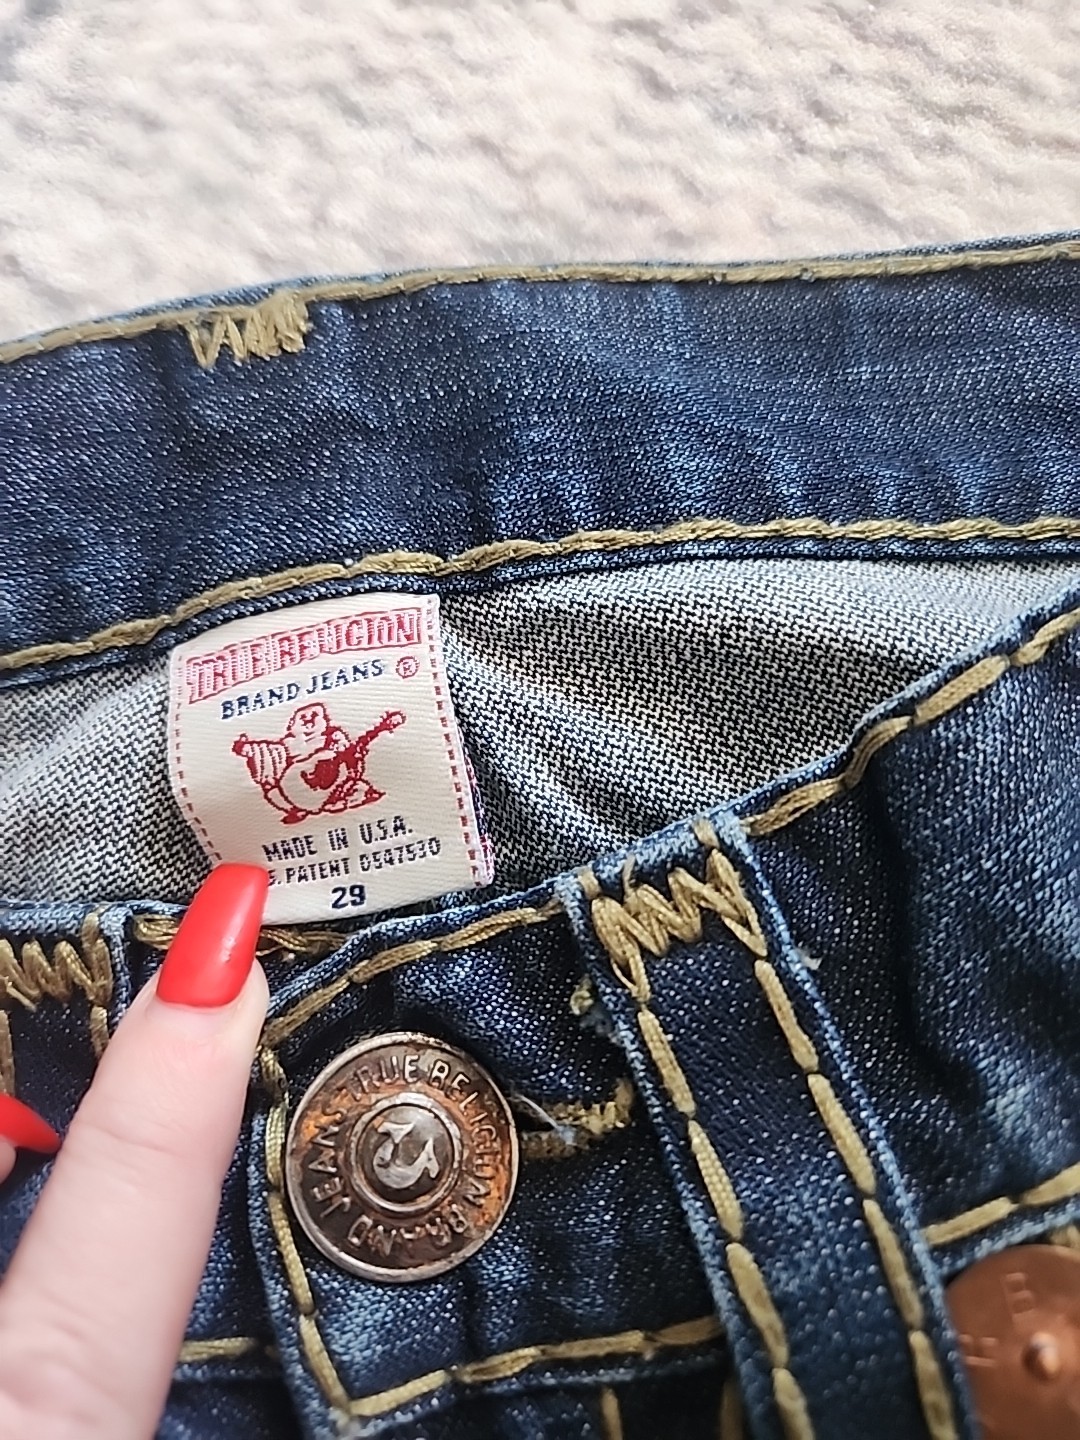 TRUE RELIGION
BRAND JEANS ®
MADE IN U.S.A.
S. PATENT D547530
29
TRUE RELIGION BRAND JEANS
B